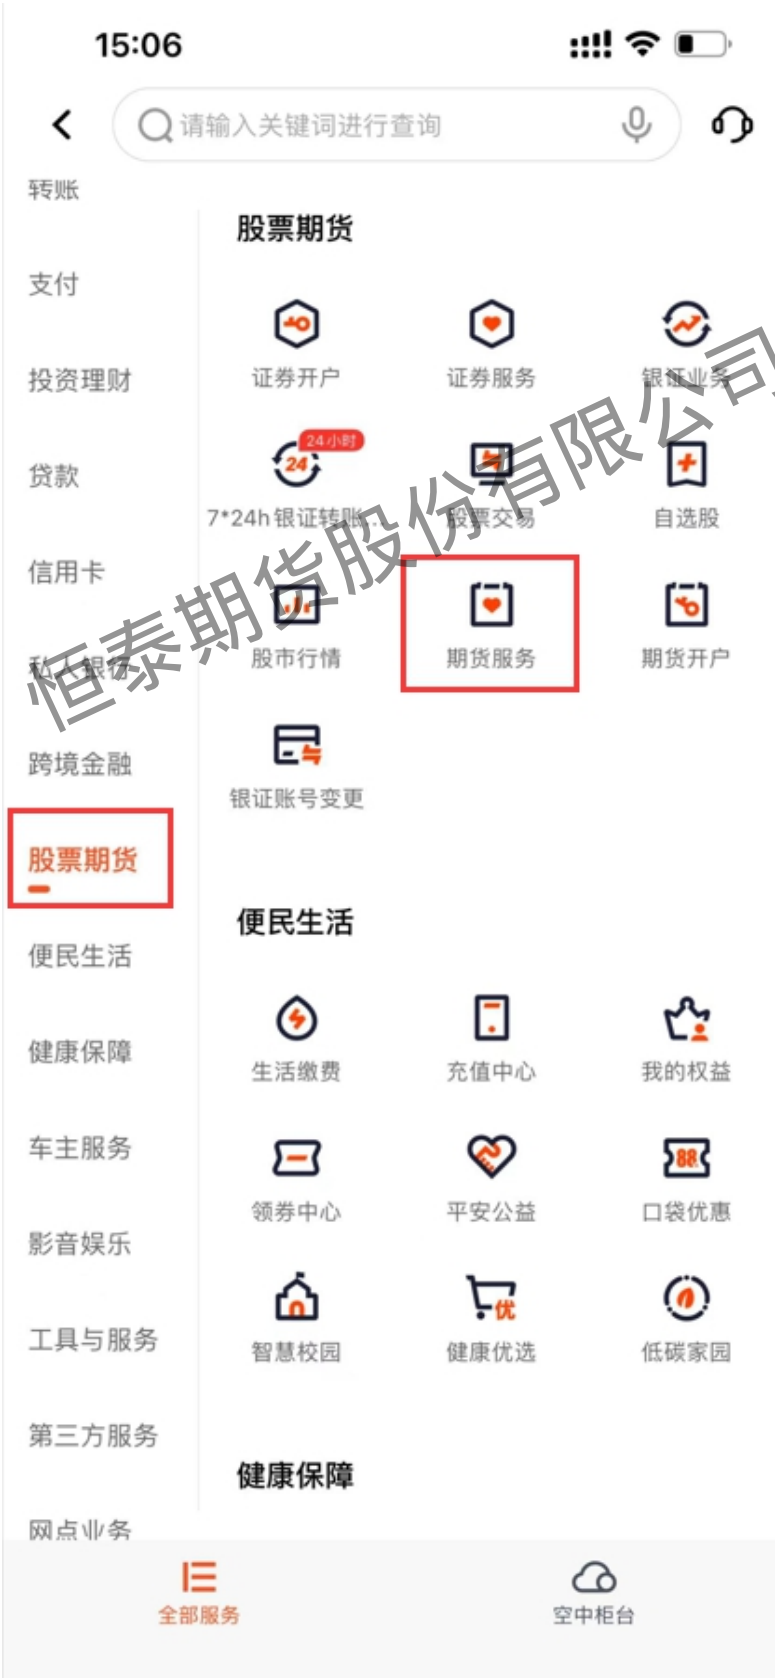 15:06
请输入关键词进行查询
转账
支付
投资理财
贷款
信用卡
私人银行
跨境金融
股票期货
便民生活
健康保障
车主服务
影音娱乐
工具与服务
第三方服务
网点业务
股票期货
证券开户
证券服务
银证业务
24小时
24
7*24h银证转账...
股票交易
自选股
股市行情
期货服务
期货开户
银证账号变更
便民生活
生活缴费
充值中心
我的权益
领券中心
平安公益
88
口袋优惠
智慧校园
优
健康优选
低碳家园
健康保障
全部服务
空中柜台
恒泰期货股份有限公司